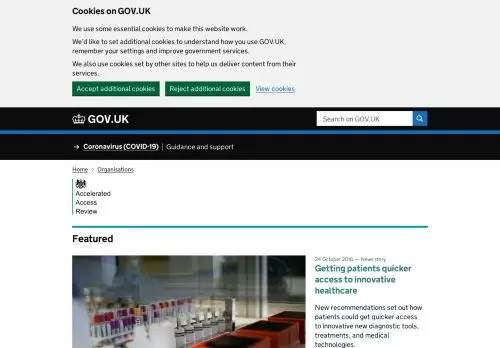 Cookies on GOV.UK
We use some essential cookies to make this website work.
We'd like to set additional cookies to understand how you use GOV.UK,
remember your settings and improve government services.
We also use cookies set by other sites to help us deliver content from their
services.
Accept additional cookies Reject additional cookies View cookies
GOV.UK Search on GOV.UK
→ Coronavirus (COVID-19) | Guidance and support
Home > Organisations
Accelerated
Access
Review
Featured
24 October 2016 — News story
Getting patients quicker
access to innovative
healthcare
New recommendations set out how
patients could get quicker access
to innovative new diagnostic tools,
treatments, and medical
technologies.